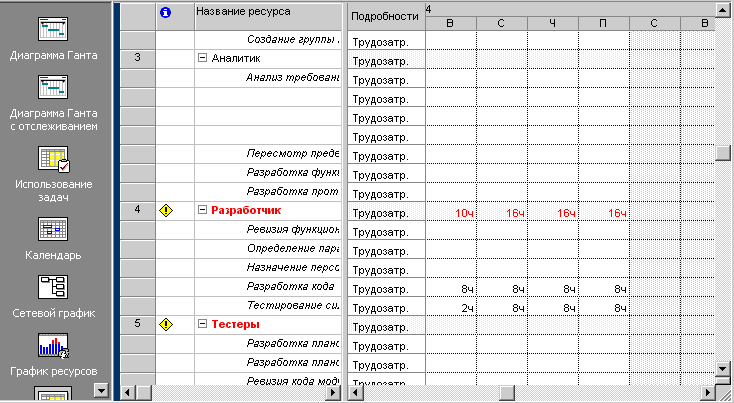 Диаграмма Ганта
Диаграмма Ганта
с отслеживанием
Использование
задач
Календарь
Сетевой график
График ресурсов
Название ресурса
Подробности
4
В С Ч П С В
Создание группы Трудозатр.
3 Аналитик Трудозатр.
Анализ требовани Трудозатр.
Трудозатр.
Трудозатр.
Трудозатр.
Пересмотр преде Трудозатр.
Разработка функ Трудозатр.
Разработка прот Трудозатр.
4 Разработчик Трудозатр. 10ч 16ч 16ч 16ч
Ревизия функцион Трудозатр.
Определение пара Трудозатр.
Назначение персо Трудозатр.
Разработка кода Трудозатр. 8ч 8ч 8ч 8ч
Тестирование си Трудозатр. 2ч 8ч 8ч 8ч
5 Тестеры Трудозатр.
Разработка плано Трудозатр.
Разработка плано Трудозатр.
Ревизия кода мод Трудозатр.